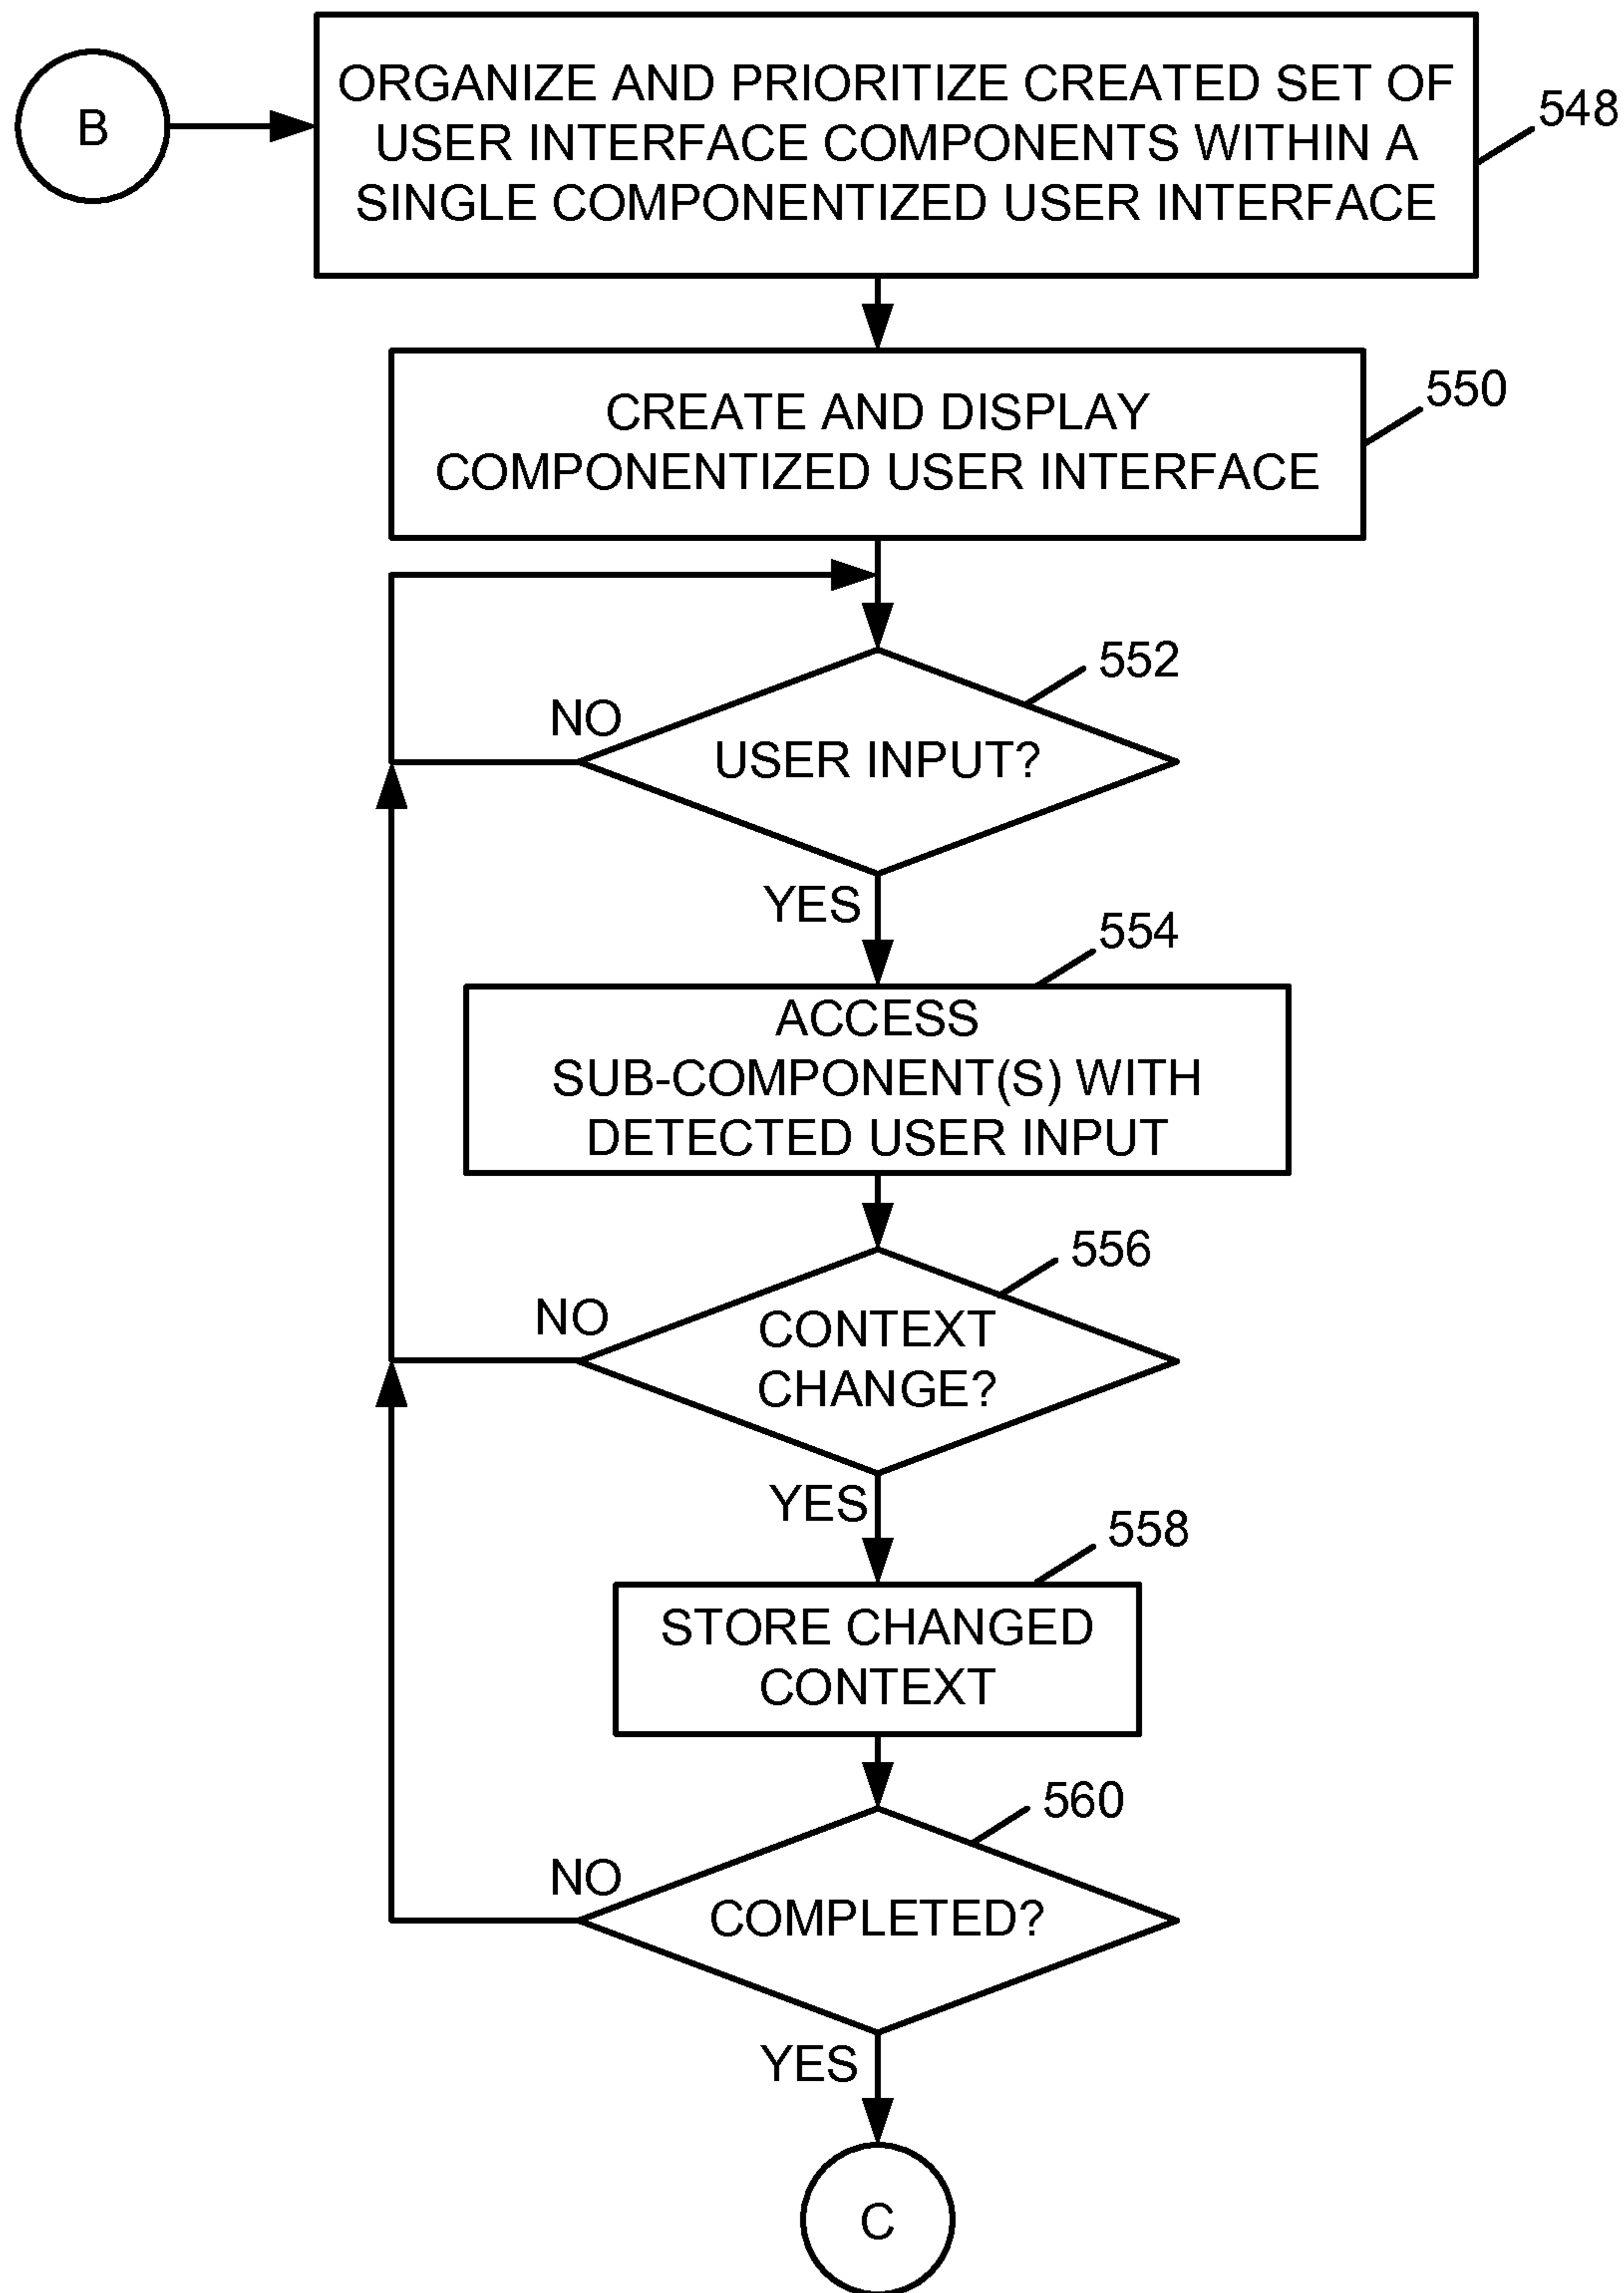 B
ORGANIZE AND PRIORITIZE CREATED SET OF
USER INTERFACE COMPONENTS WITHIN A
SINGLE COMPONENTIZED USER INTERFACE
548
CREATE AND DISPLAY
COMPONENTIZED USER INTERFACE
550
552
NO
USER INPUT?
YES
554
ACCESS
SUB-COMPONENT(S) WITH
DETECTED USER INPUT
556
NO
CONTEXT
CHANGE?
YES
558
STORE CHANGED
CONTEXT
560
NO
COMPLETED?
YES
C